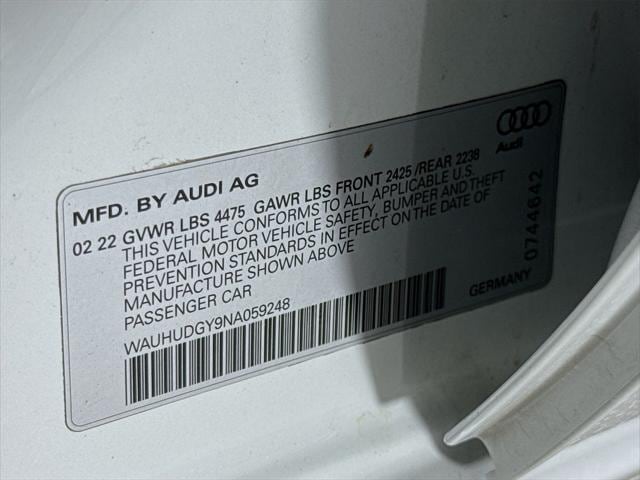 MFD. BY AUDI AG
02 22 GVWR LBS 4475 GAWR LBS FRONT 2425 /REAR 2238
THIS VEHICLE CONFORMS TO ALL APPLICABLE U.S.
FEDERAL MOTOR VEHICLE SAFETY, BUMPER AND THEFT
PREVENTION STANDARDS IN EFFECT ON THE DATE OF
MANUFACTURE SHOWN ABOVE
PASSENGER CAR
WAUHUDGY9NA059248
Audi
0744642
GERMANY